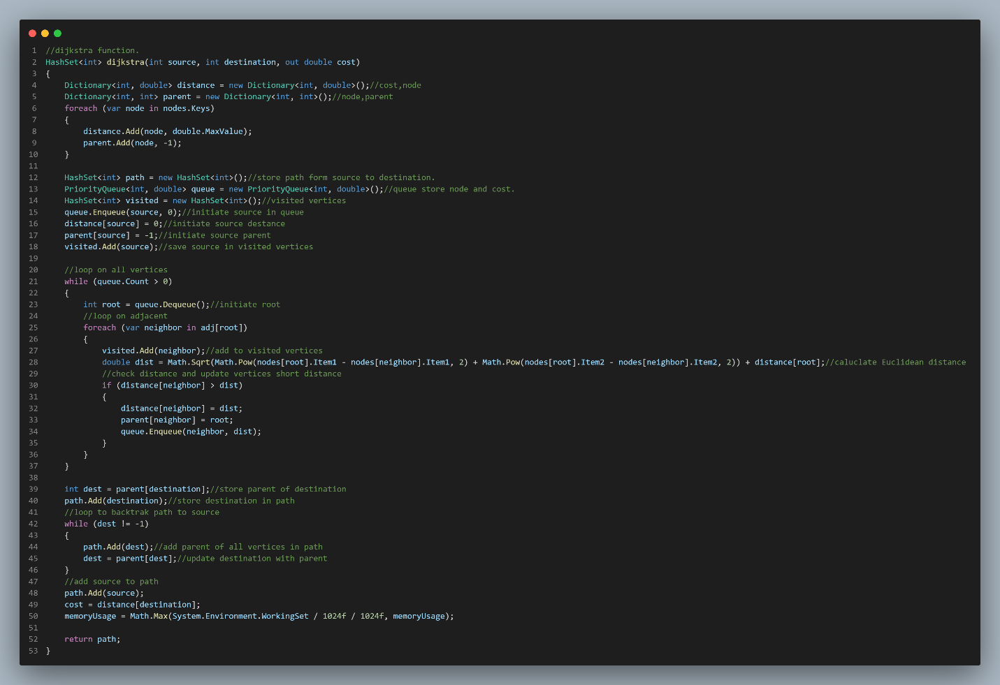 1 //dijkstra function.
2 HashSet<int> dijkstra(int source, int destination, out double cost)
3 {
4     Dictionary<int, double> distance = new Dictionary<int, double>();//cost,node
5     Dictionary<int, int> parent = new Dictionary<int, int>();//node,parent
6     foreach (var node in nodes.Keys)
7     {
8         distance.Add(node, double.MaxValue);
9         parent.Add(node, -1);
10     }
11
12     HashSet<int> path = new HashSet<int>();//store path form source to destination.
13     PriorityQueue<int, double> queue = new PriorityQueue<int, double>();//queue store node and cost.
14     HashSet<int> visited = new HashSet<int>();//visited vertices
15     queue.Enqueue(source, 0);//initiate source in queue
16     distance[source] = 0;//initiate source destance
17     parent[source] = -1;//initiate source parent
18     visited.Add(source);//save source in visited vertices
19
20     //loop on all vertices
21     while (queue.Count > 0)
22     {
23         int root = queue.Dequeue();//initiate root
24         //loop on adjacent
25         foreach (var neighbor in adj[root])
26         {
27             visited.Add(neighbor);//add to visited vertices
28             double dist = Math.Sqrt(Math.Pow(nodes[root].Item1 - nodes[neighbor].Item1, 2) + Math.Pow(nodes[root].Item2 - nodes[neighbor].Item2, 2)) + distance[root];//caluclate Euclidean distance
29             //check distance and update vertices short distance
30             if (distance[neighbor] > dist)
31             {
32                 distance[neighbor] = dist;
33                 parent[neighbor] = root;
34                 queue.Enqueue(neighbor, dist);
35             }
36         }
37     }
38
39     int dest = parent[destination];//store parent of destination
40     path.Add(destination);//store destination in path
41     //loop to backtrak path to source
42     while (dest != -1)
43     {
44         path.Add(dest);//add parent of all vertices in path
45         dest = parent[dest];//update destination with parent
46     }
47     //add source to path
48     path.Add(source);
49     cost = distance[destination];
50     memoryUsage = Math.Max(System.Environment.WorkingSet / 1024f / 1024f, memoryUsage);
51
52     return path;
53 }